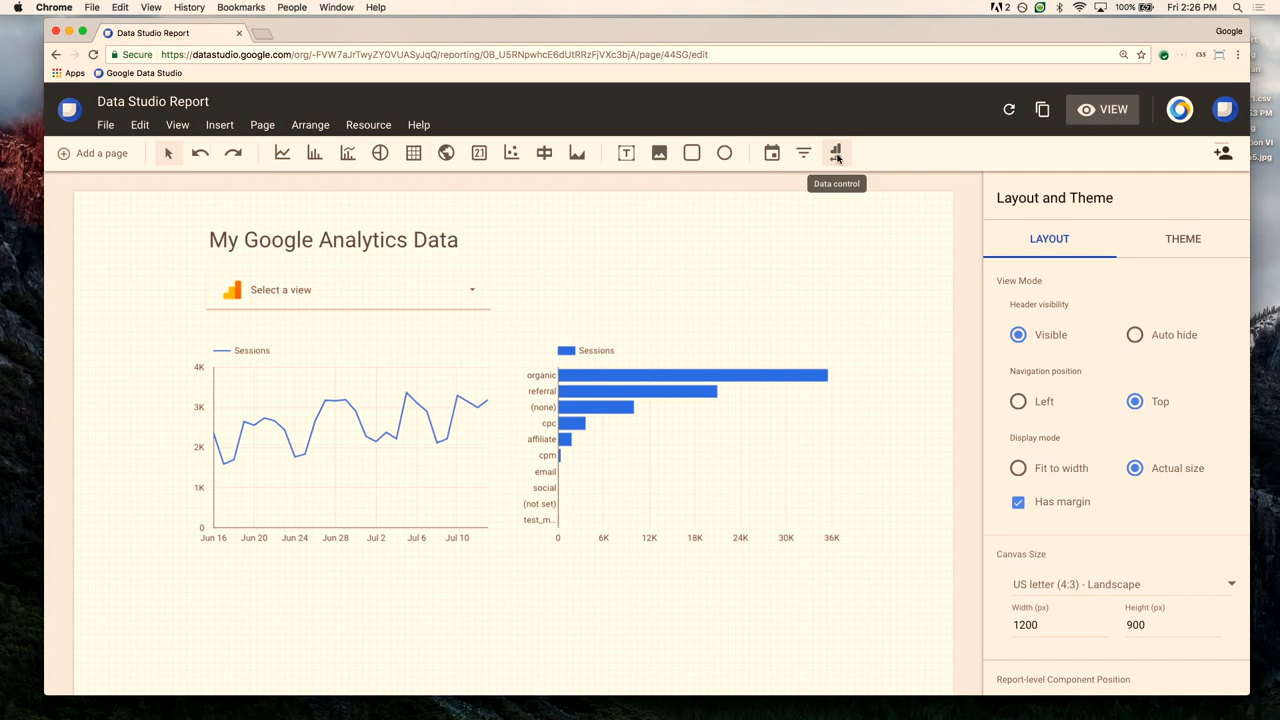 Chrome File Edit View History Bookmarks People Window Help 2 100% Fri 2:26 PM
Data Studio Report Google
Secure https://datastudio.google.com/org/-FVW7aJrTwyZY0VUASyJqQ/reporting/0B_U5RNpwhcE6dUtRRzFjVXc3bjA/page/44SG/edit
Apps Google Data Studio
Data Studio Report
VIEW
File Edit View Insert Page Arrange Resource Help
Add a page
Data control
Layout and Theme
LAYOUT THEME
My Google Analytics Data
Select a view
View Mode
Header visibility
Visible Auto hide
Navigation position
Left Top
Display mode
Fit to width Actual size
Has margin
Canvas Size
US letter (4:3) - Landscape
Width (px) Height (px)
1200 900
Report-level Component Position
Sessions
4K
3K
2K
1K
0
Jun 16 Jun 20 Jun 24 Jun 28 Jul 2 Jul 6 Jul 10
Sessions
organic
referral
(none)
cpc
affiliate
cpm
email
social
(not set)
test_m...
0 6K 12K 18K 24K 30K 36K